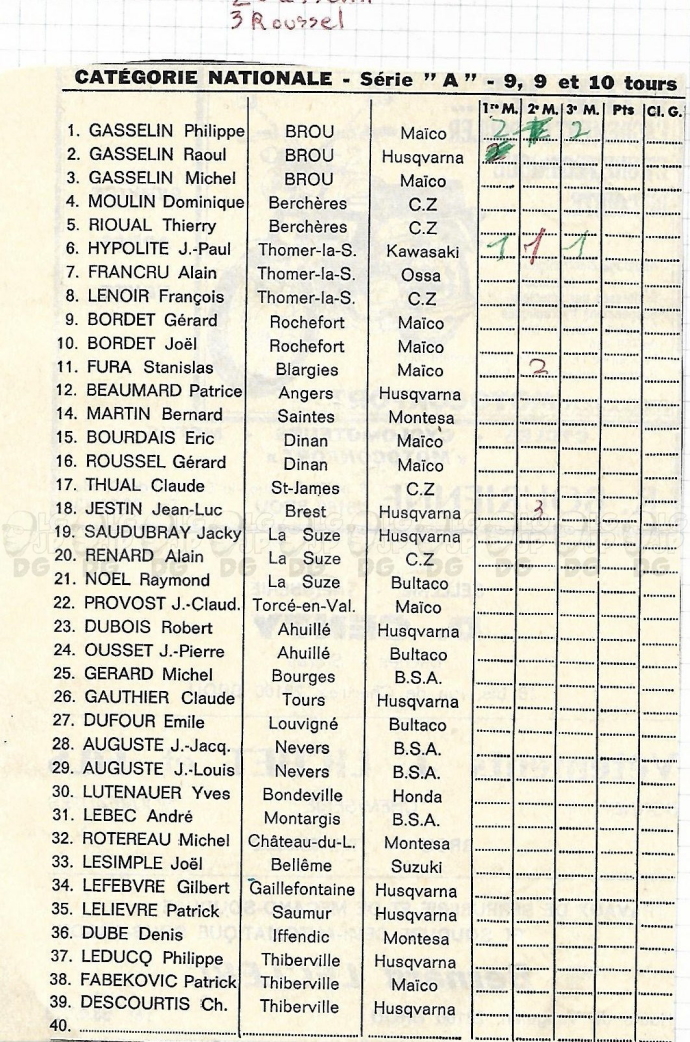 3 Roussel
CATÉGORIE NATIONALE - Série " A " - 9, 9 et 10 tours
1re M. 2e M. 3e M. Pts Cl. G.
1. GASSELIN Philippe BROU Maïco 2 2
2. GASSELIN Raoul BROU Husqvarna
3. GASSELIN Michel BROU Maïco
4. MOULIN Dominique Berchères C.Z
5. RIOUAL Thierry Berchères C.Z
6. HYPOLITE J.-Paul Thomer-la-S. Kawasaki 1 1 1
7. FRANCRU Alain Thomer-la-S. Ossa
8. LENOIR François Thomer-la-S. C.Z
9. BORDET Gérard Rochefort Maïco
10. BORDET Joël Rochefort Maïco
11. FURA Stanislas Blargies Maïco 2
12. BEAUMARD Patrice Angers Husqvarna
14. MARTIN Bernard Saintes Montesa
15. BOURDAIS Eric Dinan Maïco
16. ROUSSEL Gérard Dinan Maïco
17. THUAL Claude St-James C.Z
18. JESTIN Jean-Luc Brest Husqvarna 3
19. SAUDUBRAY Jacky La Suze Husqvarna
20. RENARD Alain La Suze C.Z
21. NOEL Raymond La Suze Bultaco
22. PROVOST J.-Claud. Torcé-en-Val. Maïco
23. DUBOIS Robert Ahuillé Husqvarna
24. OUSSET J.-Pierre Ahuillé Bultaco
25. GERARD Michel Bourges B.S.A.
26. GAUTHIER Claude Tours Husqvarna
27. DUFOUR Emile Louvigné Bultaco
28. AUGUSTE J.-Jacq. Nevers B.S.A.
29. AUGUSTE J.-Louis Nevers B.S.A.
30. LUTENAUER Yves Bondeville Honda
31. LEBEC André Montargis B.S.A.
32. ROTEREAU Michel Château-du-L. Montesa
33. LESIMPLE Joël Bellême Suzuki
34. LEFEBVRE Gilbert Gaillefontaine Husqvarna
35. LELIEVRE Patrick Saumur Husqvarna
36. DUBE Denis Iffendic Montesa
37. LEDUCQ Philippe Thiberville Husqvarna
38. FABEKOVIC Patrick Thiberville Maïco
39. DESCOURTIS Ch. Thiberville Husqvarna
40.